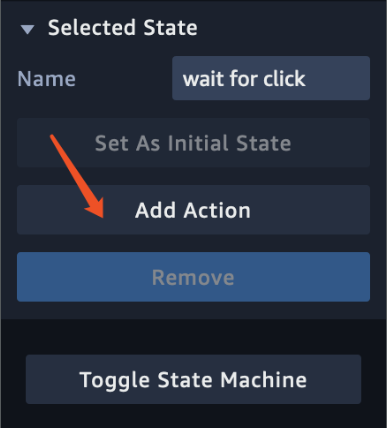 Selected State
Name wait for click
Set As Initial State
Add Action
Remove
Toggle State Machine